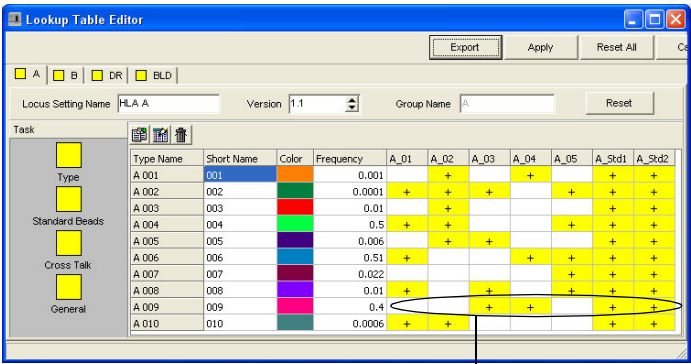 Lookup Table Editor
Export Apply Reset All Ca
A B DR BLD
Locus Setting Name HLA A Version 1.1 Group Name A Reset
Task
Type Name Short Name Color Frequency A_01 A_02 A_03 A_04 A_05 A_Std1 A_Std2
A 001 001 0.001 + + + +
A 002 002 0.0001 + + + + + +
A 003 003 0.01 + + +
A 004 004 0.5 + + + + +
A 005 005 0.006 + + + +
A 006 006 0.51 + + + + +
A 007 007 0.022 + + +
A 008 008 0.01 + + + + +
A 009 009 0.4 + + + +
A 010 010 0.0006 + + + +
Type
Standard Beads
Cross Talk
General